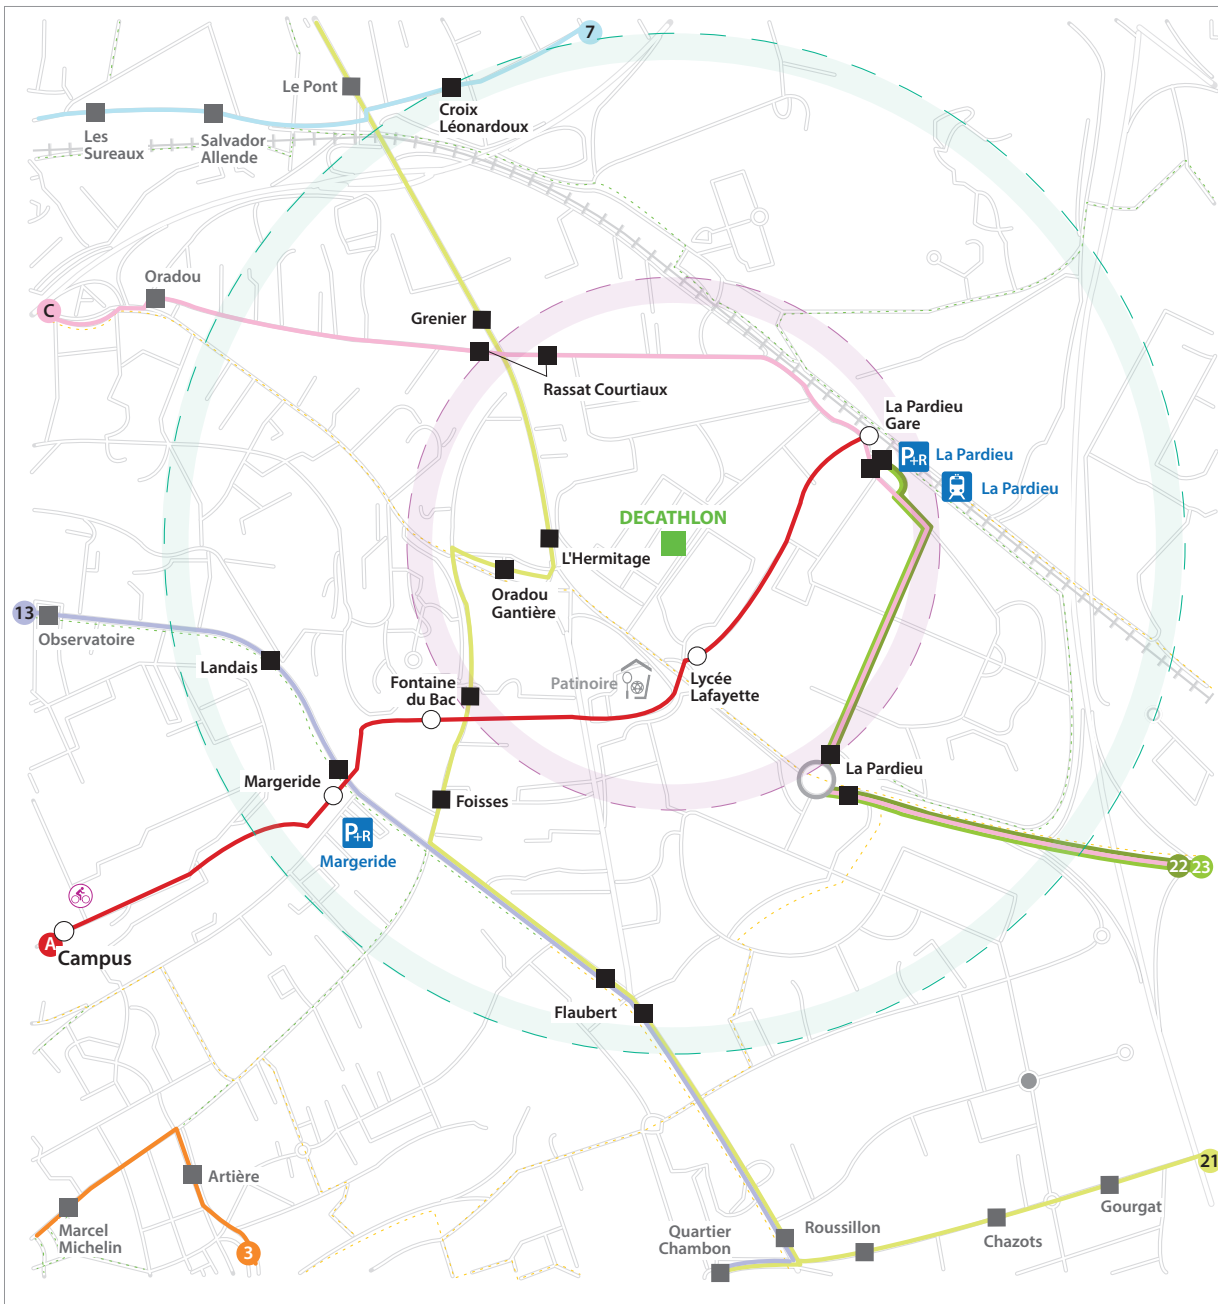 7
Le Pont
Croix
Léonardoux
Les
Sureaux
Salvador
Allende
Oradou
C
Grenier
Rassat Courtiaux
La Pardieu
Gare
P+R
La Pardieu
La Pardieu
DECATHLON
L'Hermitage
Oradou
Gantière
13
Observatoire
Landais
Fontaine
du Bac
Patinoire
Lycée
Lafayette
Margeride
La Pardieu
Foisses
P+R
Margeride
22
23
A
Campus
Flaubert
21
Artière
Gourgat
Marcel
Michelin
3
Quartier
Chambon
Roussillon
Chazots